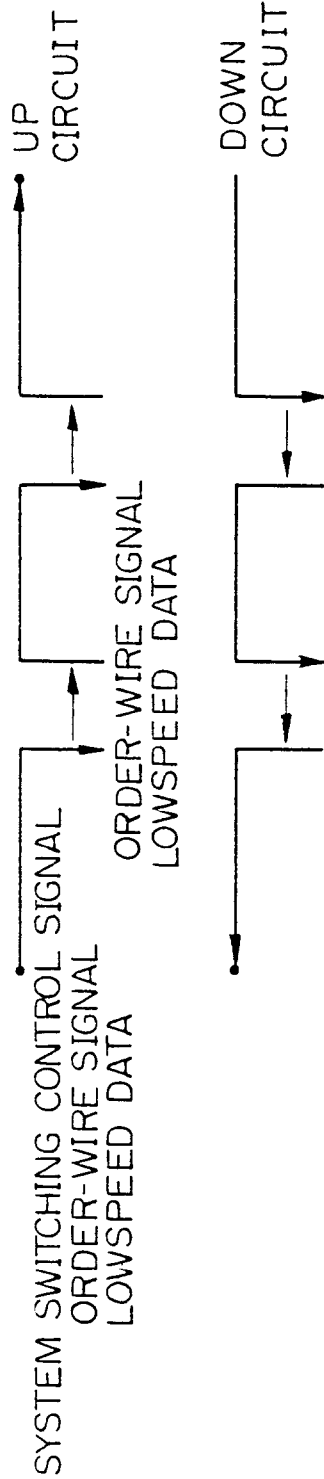 SYSTEM SWITCHING CONTROL SIGNAL
ORDER-WIRE SIGNAL
LOWSPEED DATA
ORDER-WIRE SIGNAL
LOWSPEED DATA
UP
CIRCUIT
DOWN
CIRCUIT